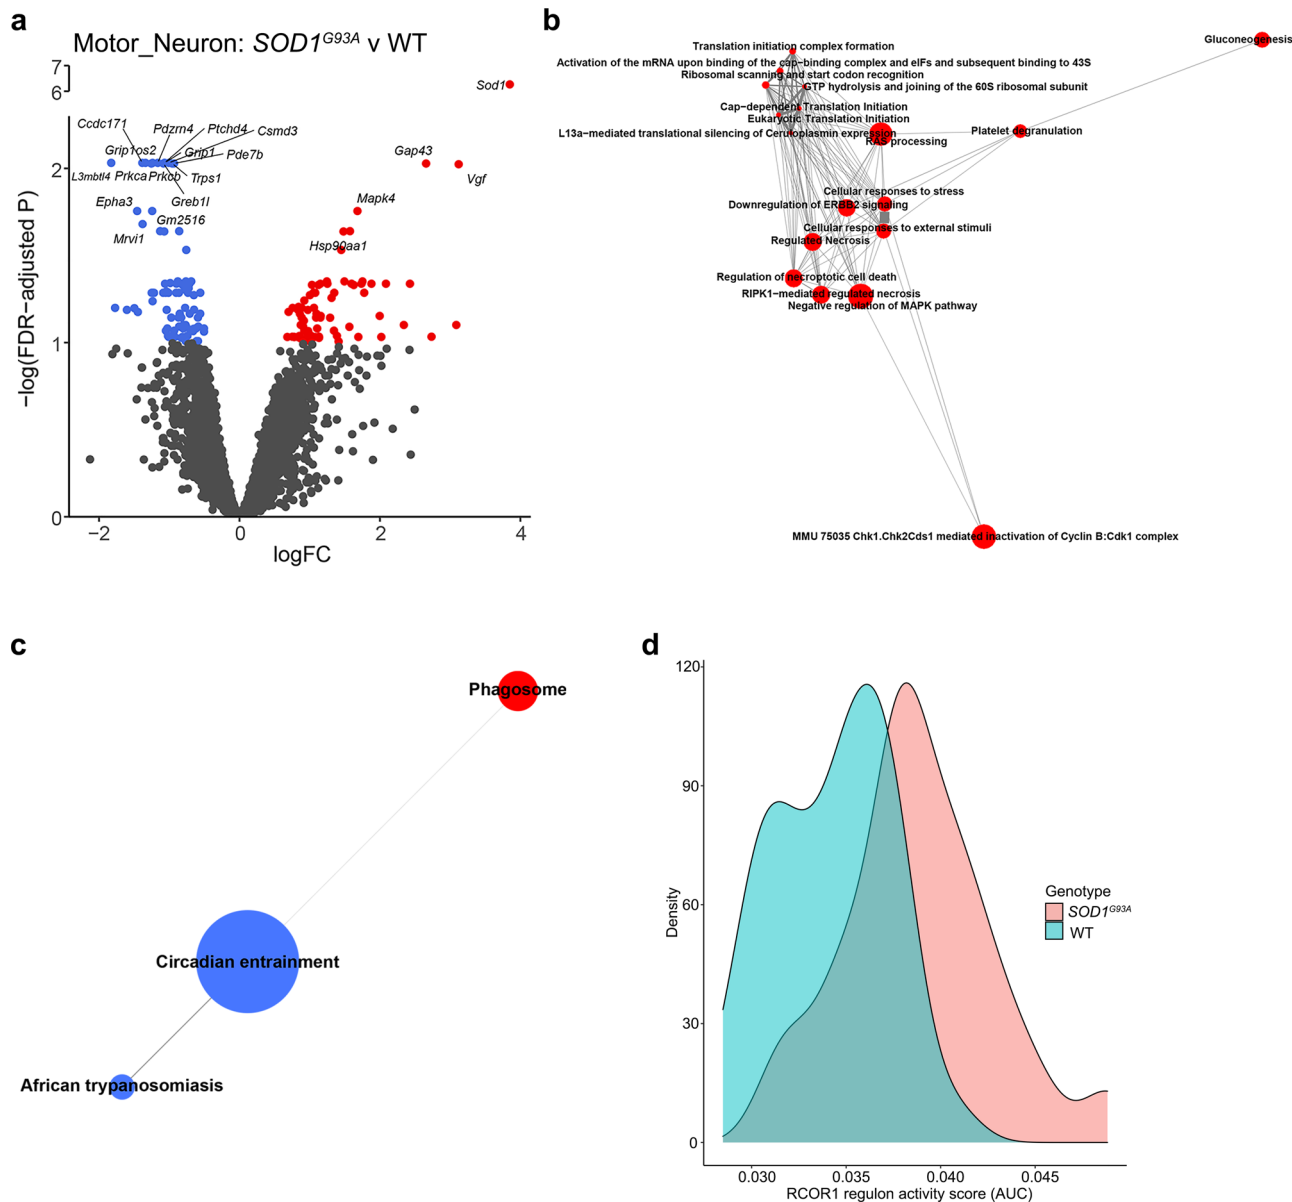 a
Motor_Neuron: SOD1^G93A v WT
7
6
2
1
0
−log(FDR−adjusted P)
Sod1
Ccdc171
Pdzrn4
Ptchd4
Csmd3
Grip1os2
Grip1
Pde7b
L3mbtl4
Prkca
Prkcb
Trps1
Epha3
Greb1l
Gm2516
Mrvi1
Gap43
Vgf
Mapk4
Hsp90aa1
−2
0
2
4
logFC
b
Gluconeogenesis
Translation initiation complex formation
Activation of the mRNA upon binding of the cap−binding complex and eIFs and subsequent binding to 43S
Ribosomal scanning and start codon recognition
GTP hydrolysis and joining of the 60S ribosomal subunit
Cap−dependent Translation Initiation
Eukaryotic Translation Initiation
L13a−mediated translational silencing of Ceruloplasmin expression
Platelet degranulation
RAS processing
Cellular responses to stress
Downregulation of ERBB2 signaling
Cellular responses to external stimuli
Regulated Necrosis
Regulation of necroptotic cell death
RIPK1−mediated regulated necrosis
Negative regulation of MAPK pathway
MMU 75035 Chk1.Chk2Cds1 mediated Inactivation of Cyclin B:Cdk1 complex
c
Phagosome
Circadian entrainment
African trypanosomiasis
d
120
90
60
30
0
Density
0.030
0.035
0.040
0.045
RCOR1 regulon activity score (AUC)
Genotype
SOD1^G93A
WT